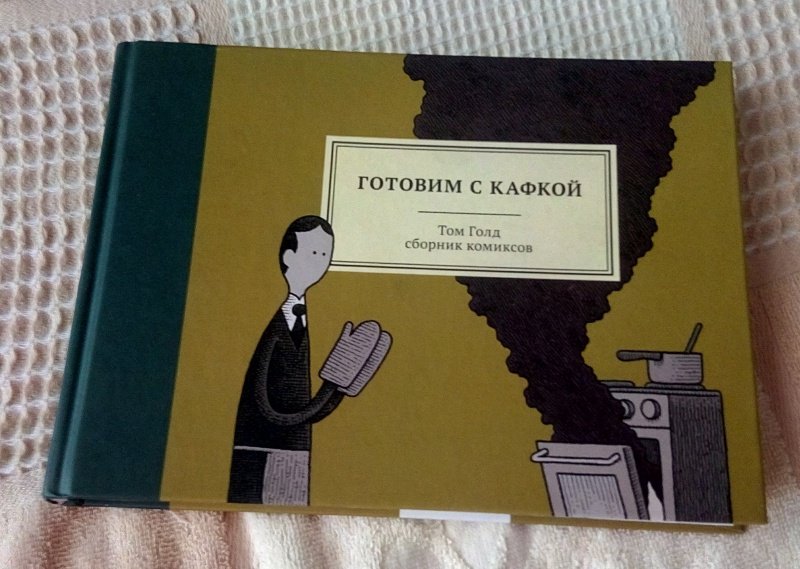 ГОТОВИМ С КАФКОЙ
Том Голд
сборник комиксов